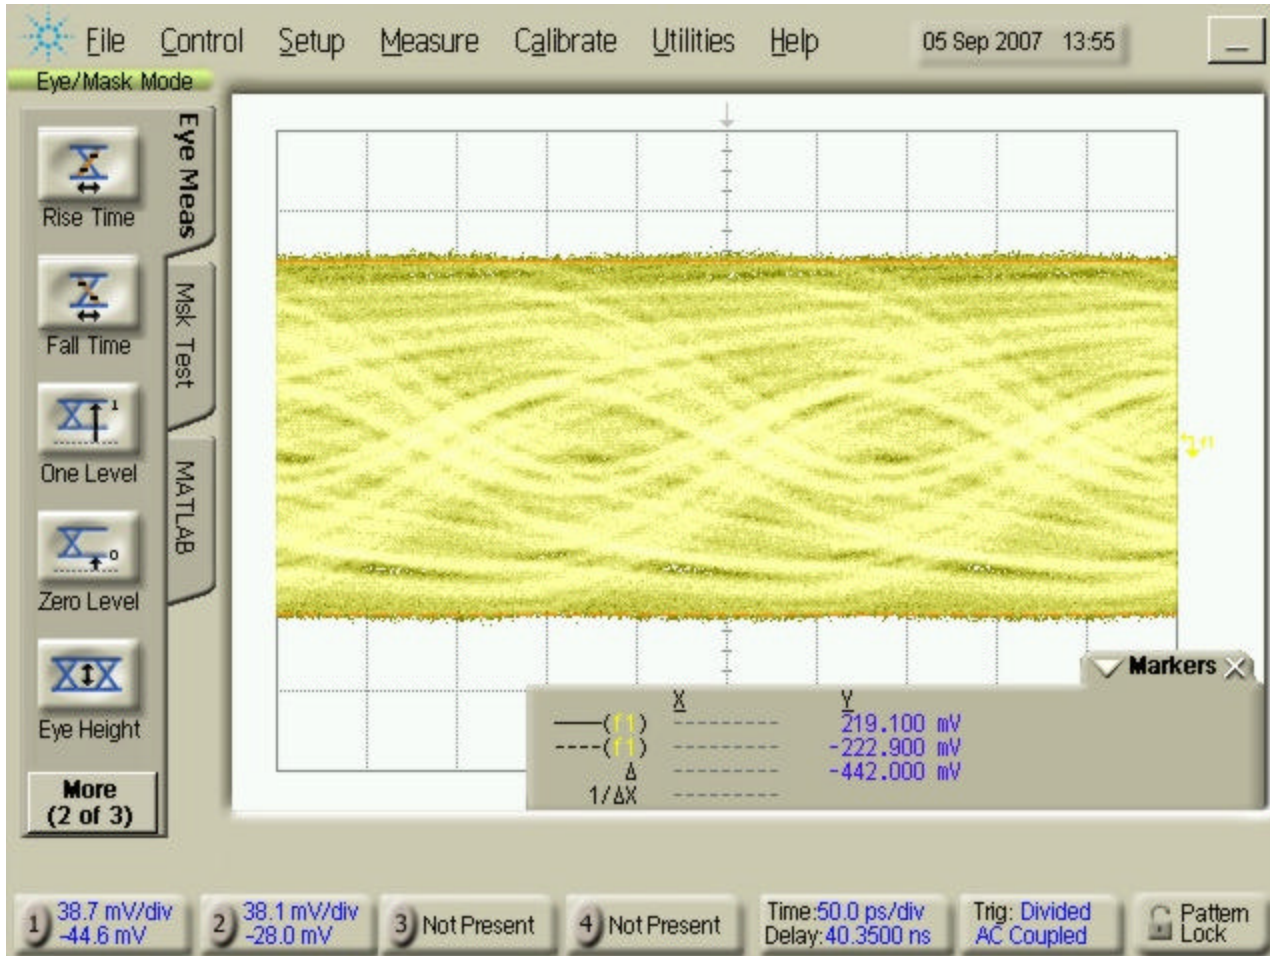 File Control Setup Measure Calibrate Utilities Help 05 Sep 2007 13:55
Eye/Mask Mode
Eye Meas
Msk Test
MATLAB
Rise Time
Fall Time
One Level
Zero Level
Eye Height
More
(2 of 3)
f1
Markers
X Y
(f1) 219.100 mV
(f1) -222.900 mV
Δ -442.000 mV
1/ΔX
1 38.7 mV/div
-44.6 mV
2 38.1 mV/div
-28.0 mV
3 Not Present
4 Not Present
Time:50.0 ps/div
Delay:40.3500 ns
Trig: Divided
AC Coupled
Pattern
Lock